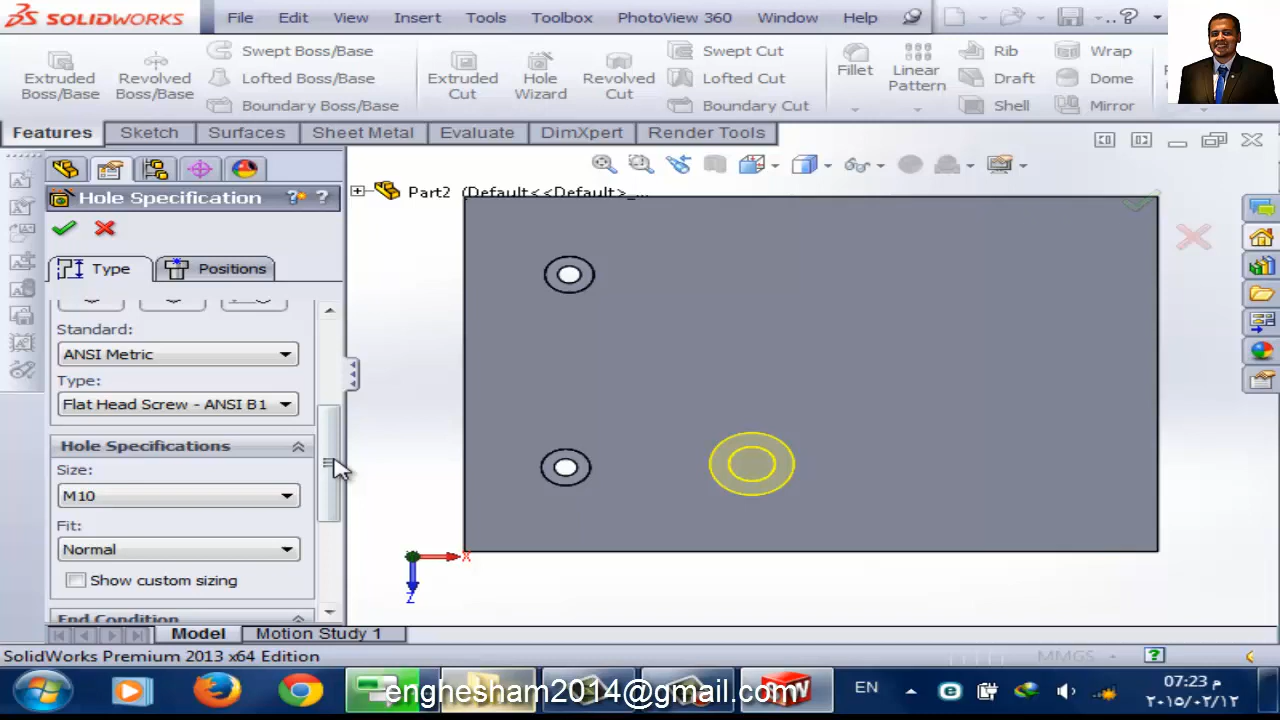 SOLIDWORKS File Edit View Insert Tools Toolbox PhotoView 360 Window Help
Extruded Boss/Base
Revolved Boss/Base
Swept Boss/Base
Lofted Boss/Base
Boundary Boss/Base
Extruded Cut
Hole Wizard
Revolved Cut
Swept Cut
Lofted Cut
Boundary Cut
Fillet
Linear Pattern
Rib
Draft
Shell
Wrap
Dome
Mirror
Features Sketch Surfaces Sheet Metal Evaluate DimXpert Render Tools
Part2 (Default<<Default>_...
Hole Specification
Type Positions
Standard:
ANSI Metric
Type:
Flat Head Screw - ANSI B1
Hole Specifications
Size:
M10
Fit:
Normal
Show custom sizing
End Condition
X
Z
Model Motion Study 1
SolidWorks Premium 2013 x64 Edition
MMGS
enghesham2014@gmail.com
EN
07:23 م
٢٠١٥/٠٢/١٢